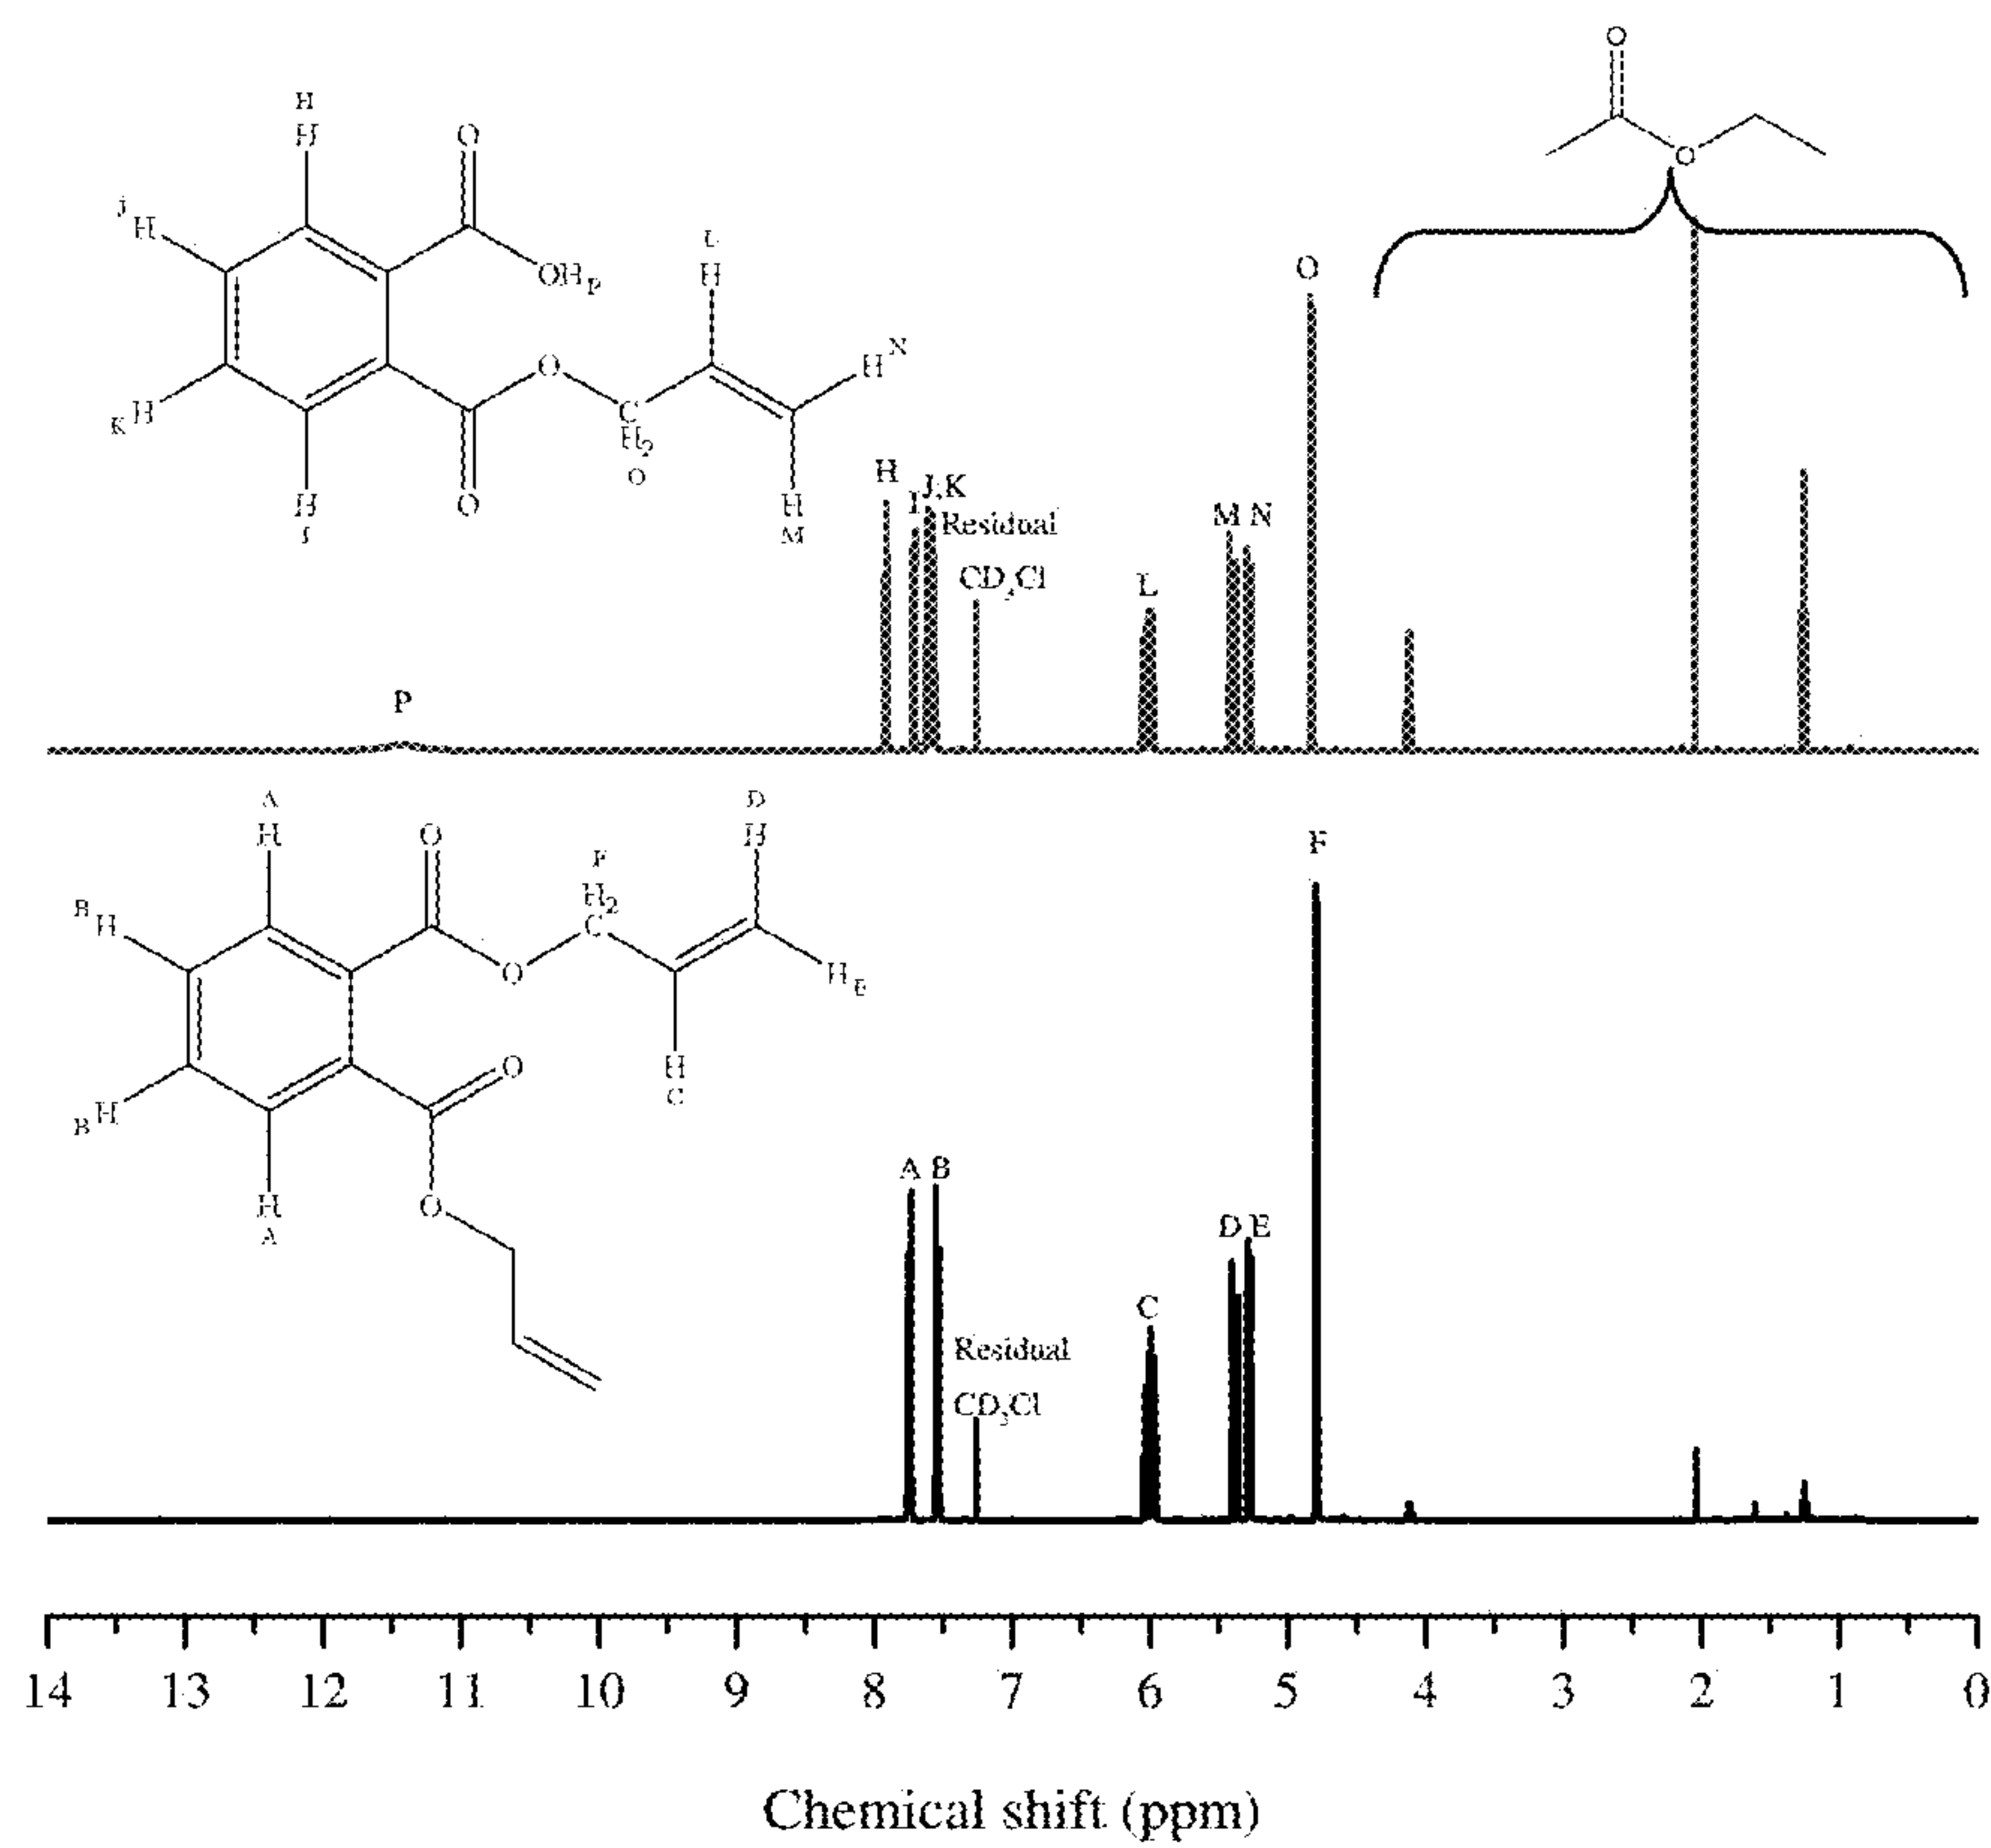 H
H
O
O
J
H
OH P
L
H
O
H N
K H
C
H2
O
O
H
H
M
H
I
J,K
Residual
CD3Cl
M N
O
L
O
P
A
H
O
D
H
F
H2
C
B H
O
H E
H
C
O
B H
O
H
A
F
A B
D E
C
Residual
CD3Cl
14 13 12 11 10 9 8 7 6 5 4 3 2 1 0
Chemical shift (ppm)